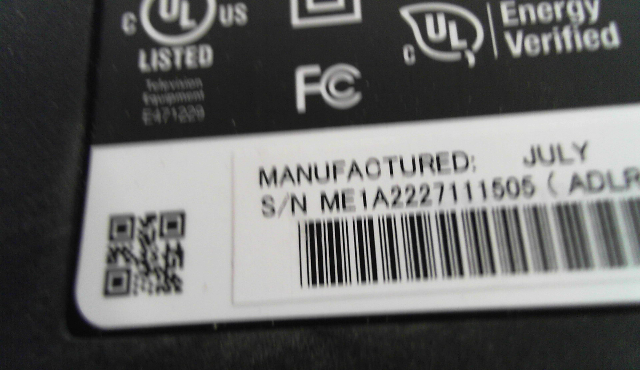 c UL US
LISTED
Television
Equipment
E471229
FC
c UL
Energy
Verified
MANUFACTURED: JULY
S/N ME1A2227111505 ( ADLR